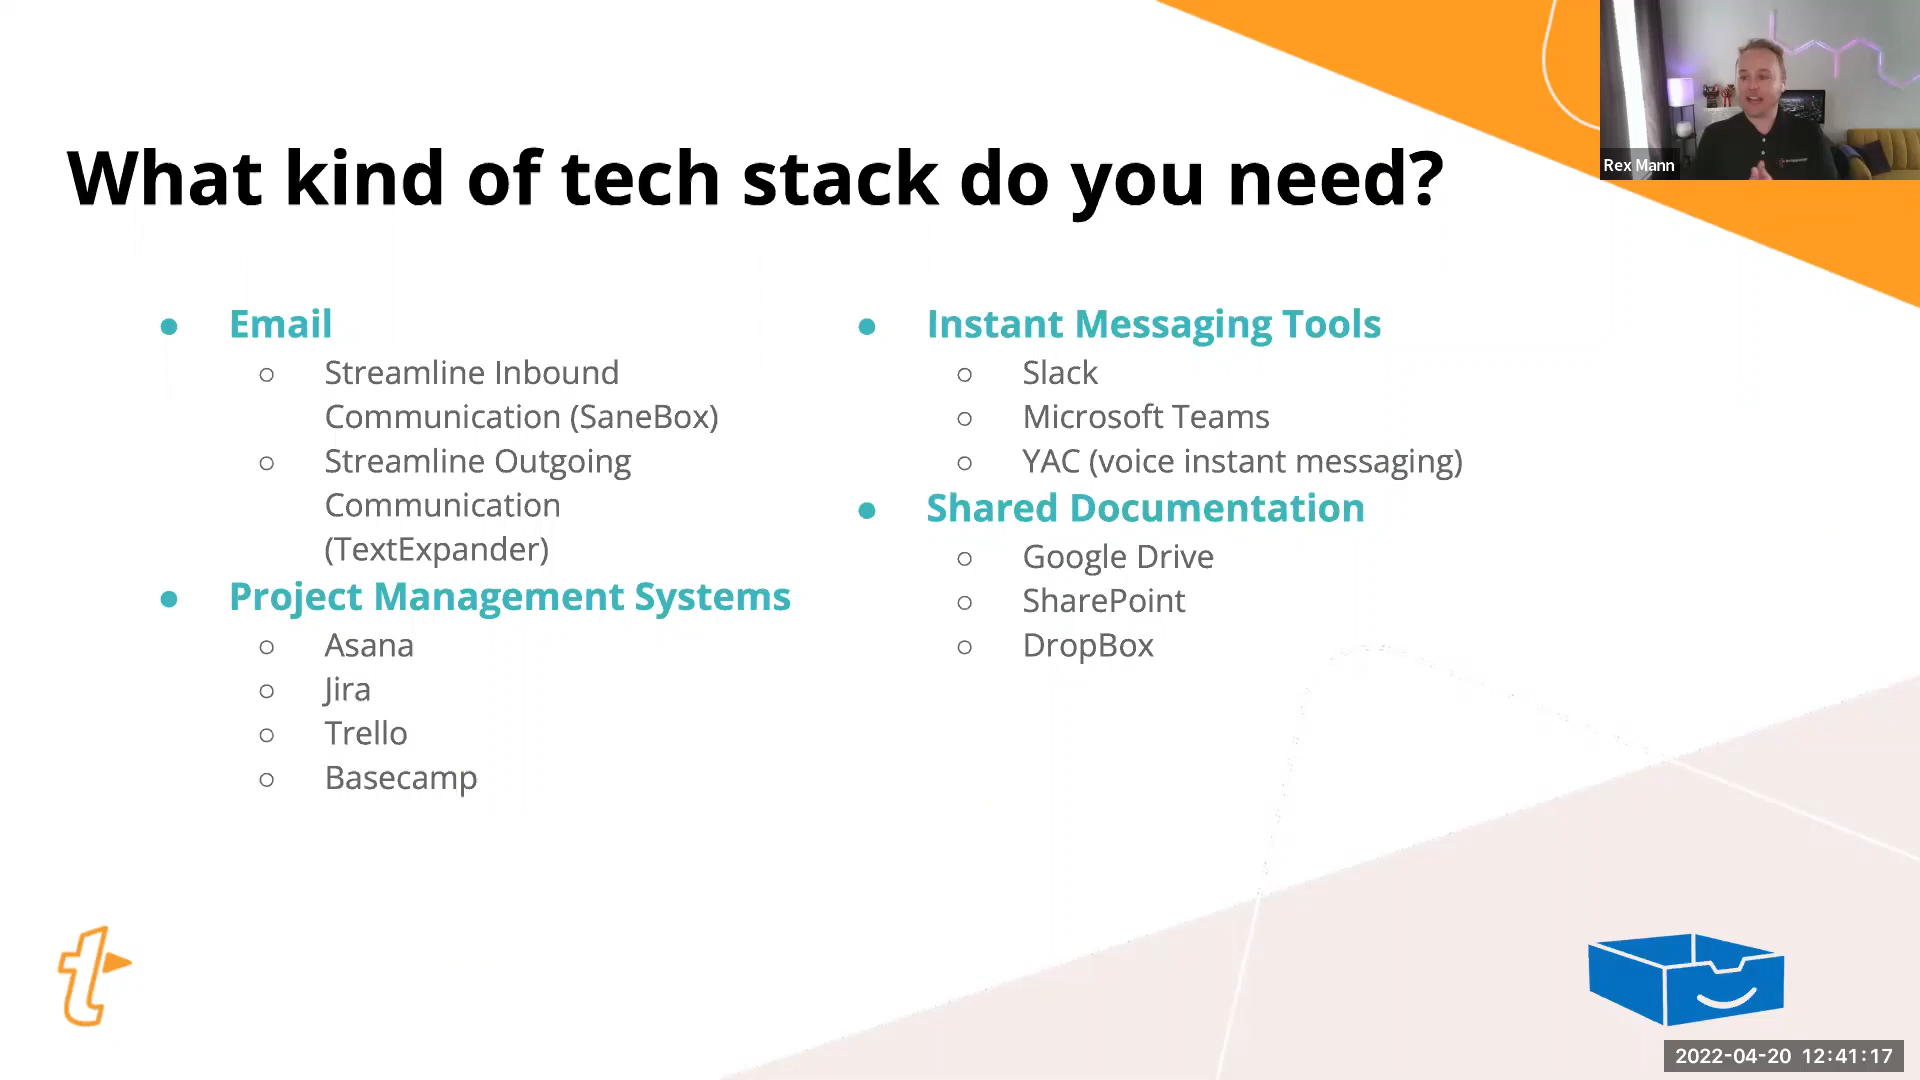 What kind of tech stack do you need?
Email
Streamline Inbound
Communication (SaneBox)
Streamline Outgoing
Communication
(TextExpander)
Project Management Systems
Asana
Jira
Trello
Basecamp
Instant Messaging Tools
Slack
Microsoft Teams
YAC (voice instant messaging)
Shared Documentation
Google Drive
SharePoint
DropBox
Rex Mann
2022-04-20 12:41:17